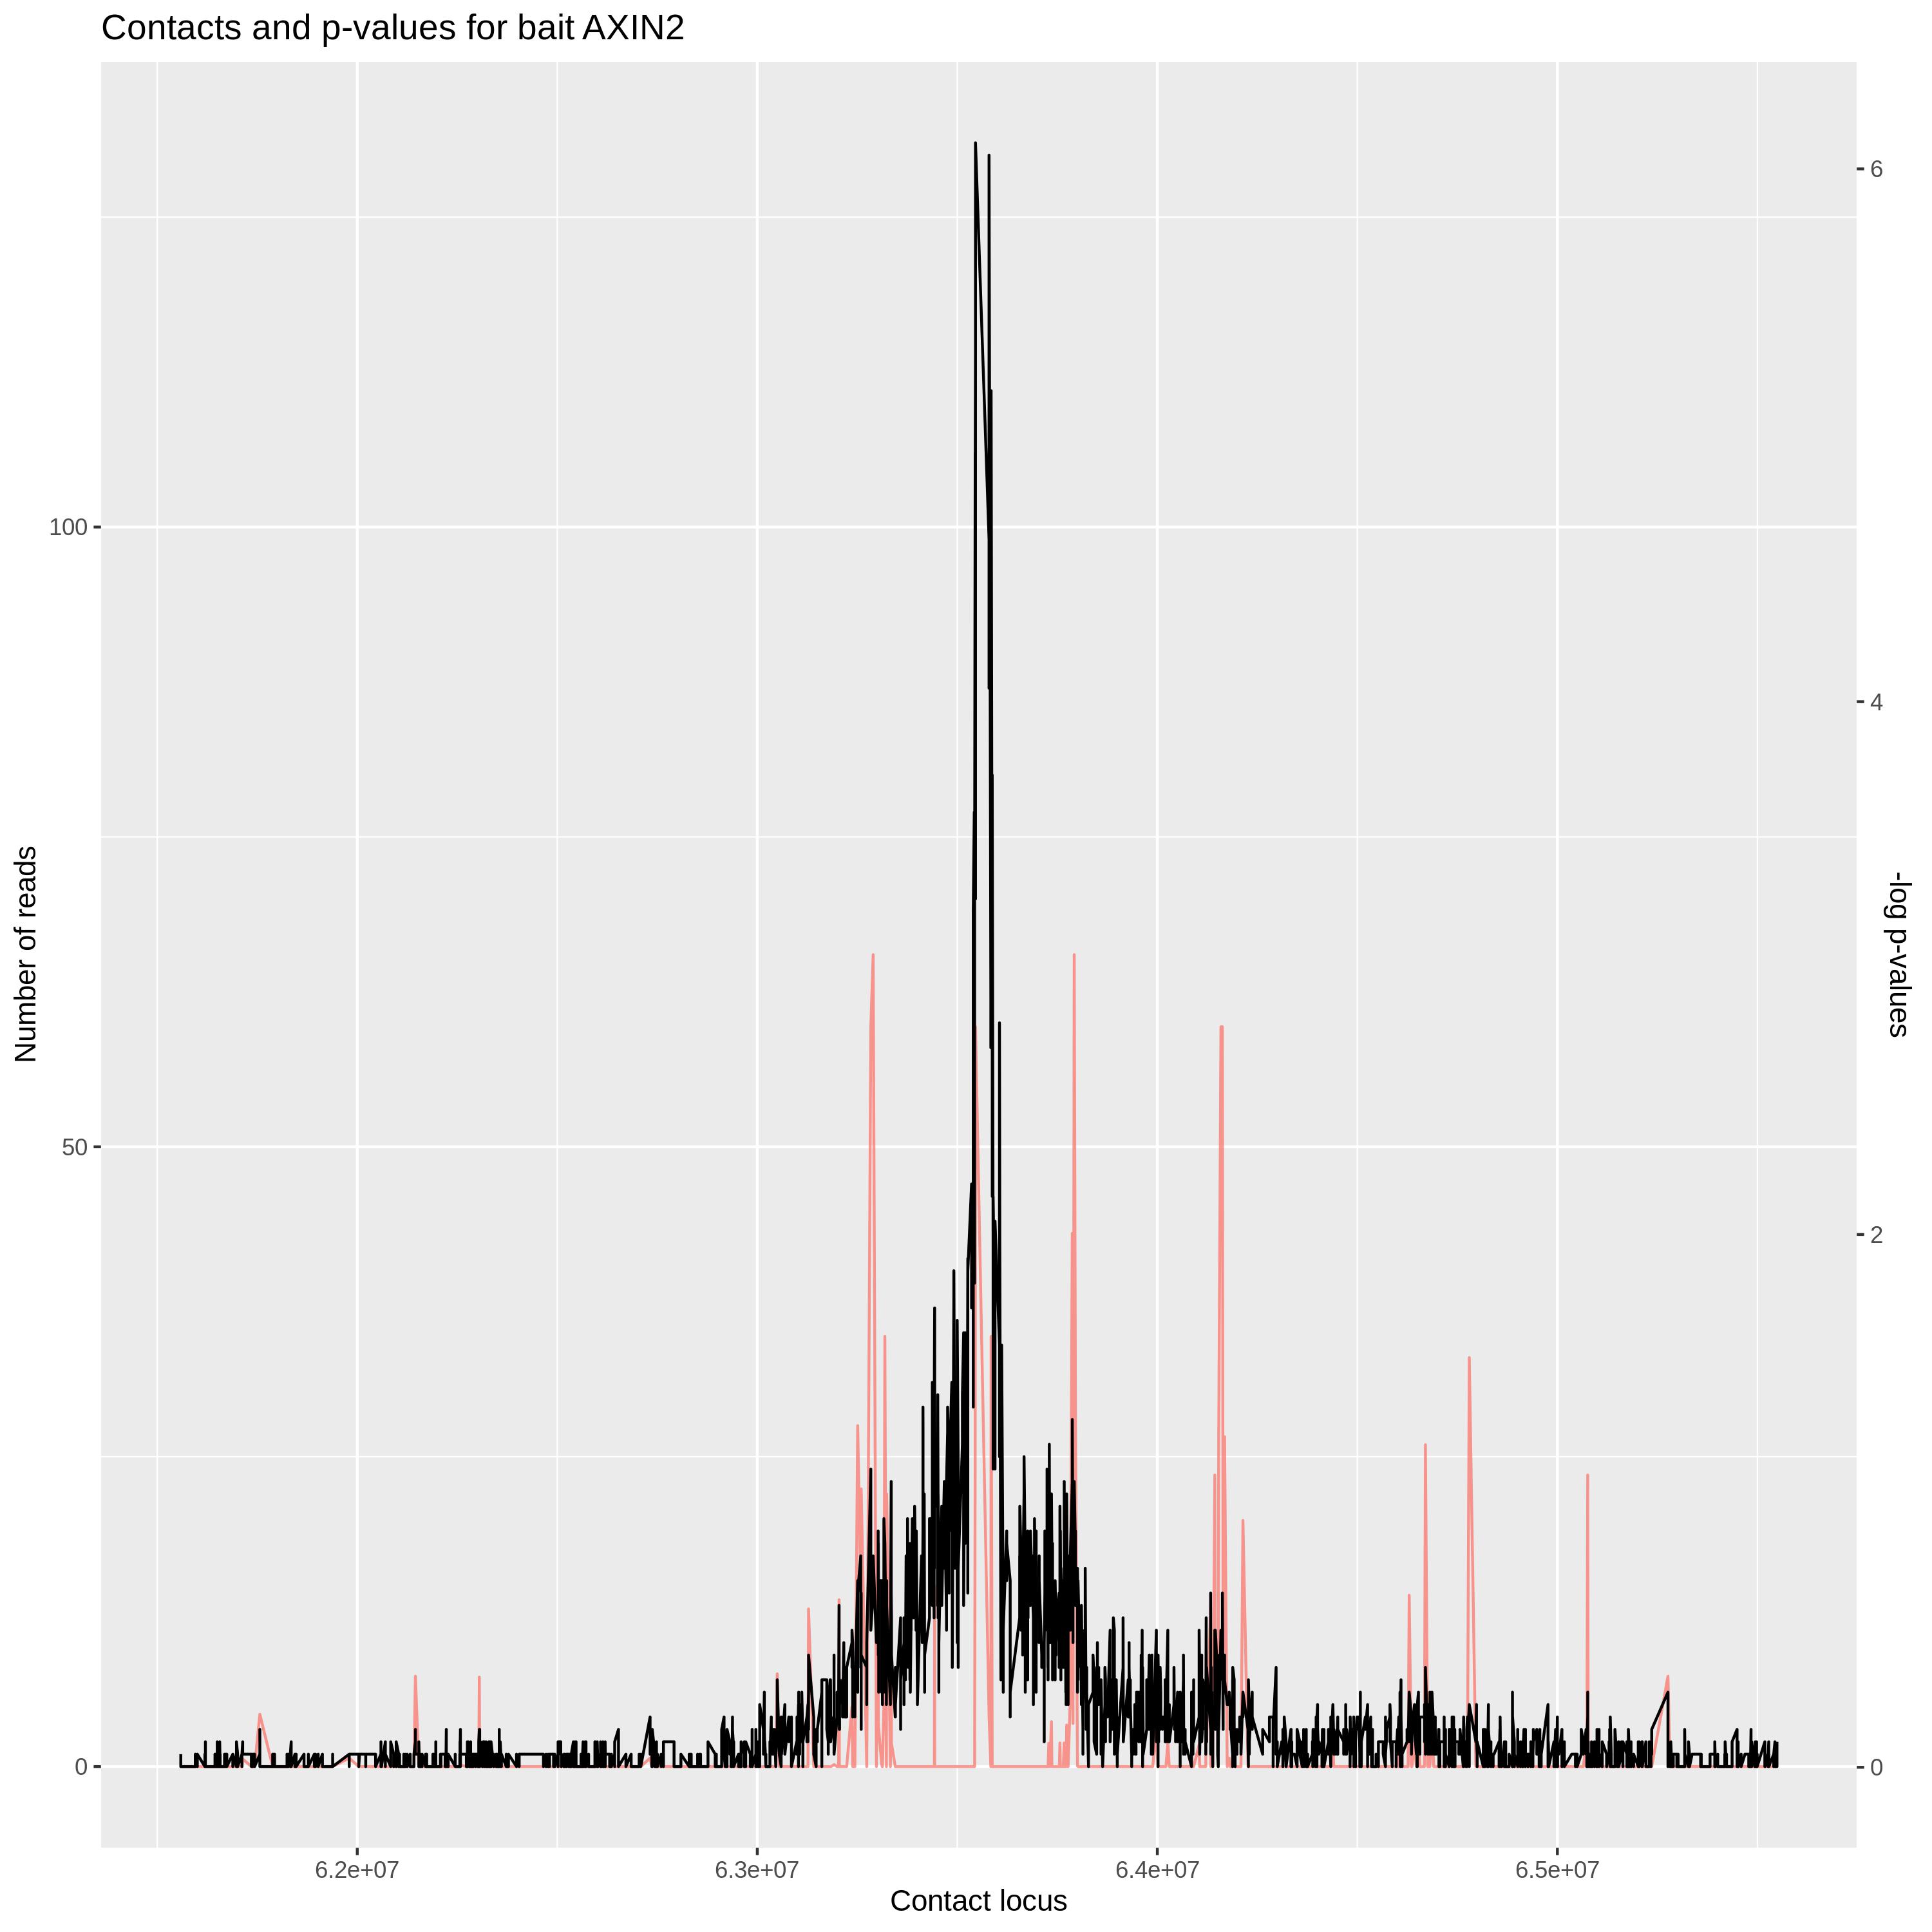 Contacts and p-values for bait AXIN2
Number of reads
100
50
0
6
4
2
0
-log p-values
6.2e+07
6.3e+07
6.4e+07
6.5e+07
Contact locus